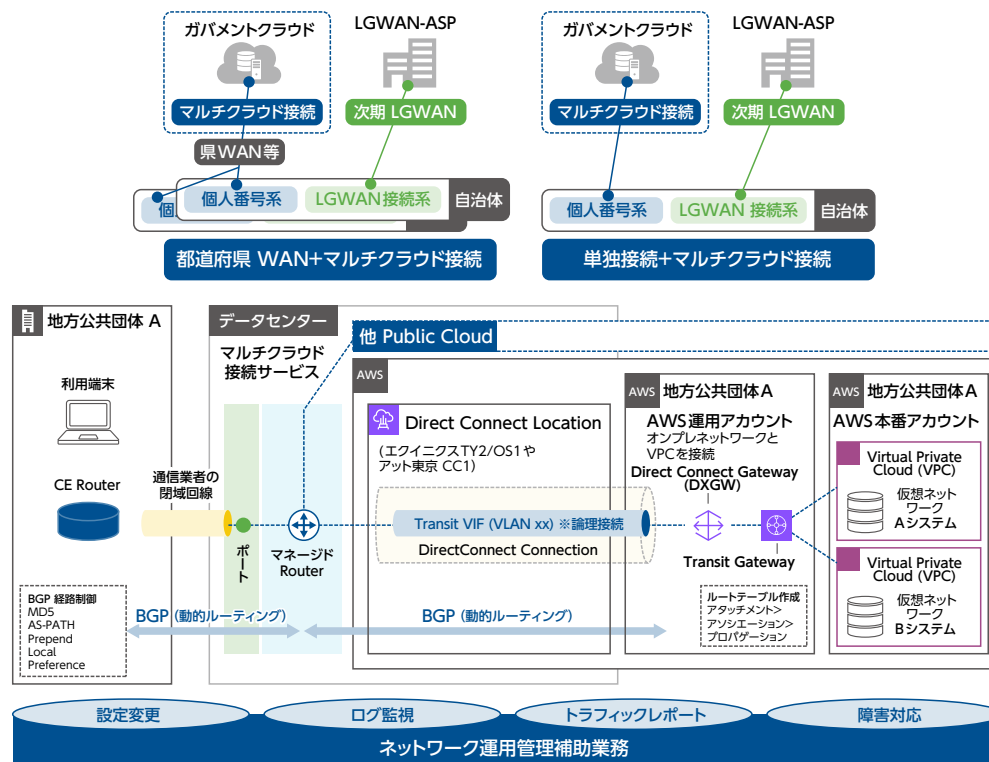 ガバメントクラウド
LGWAN-ASP
マルチクラウド接続
次期 LGWAN
県WAN等
個
個人番号系
LGWAN接続系
自治体
都道府県 WAN+マルチクラウド接続
ガバメントクラウド
LGWAN-ASP
マルチクラウド接続
次期 LGWAN
個人番号系
LGWAN 接続系
自治体
単独接続+マルチクラウド接続
地方公共団体 A
利用端末
CE Router
通信業者の
閉域回線
BGP 経路制御
MD5
AS-PATH
Prepend
Local
Preference
BGP(動的ルーティング)
データセンター
マルチクラウド
接続サービス
ポート
マネージド
Router
他 Public Cloud
AWS
Direct Connect Location
(エクイニクスTY2/OS1や
アット東京 CC1)
Transit VIF (VLAN xx) ※論理接続
DirectConnect Connection
BGP(動的ルーティング)
AWS
地方公共団体A
AWS運用アカウント
オンプレネットワークと
VPCを接続
Direct Connect Gateway
(DXGW)
Transit Gateway
ルートテーブル作成
アタッチメント>
アソシエーション>
プロパゲーション
AWS
地方公共団体A
AWS本番アカウント
Virtual Private
Cloud (VPC)
仮想ネット
ワーク
Aシステム
Virtual Private
Cloud (VPC)
仮想ネット
ワーク
Bシステム
設定変更
ログ監視
トラフィックレポート
障害対応
ネットワーク運用管理補助業務